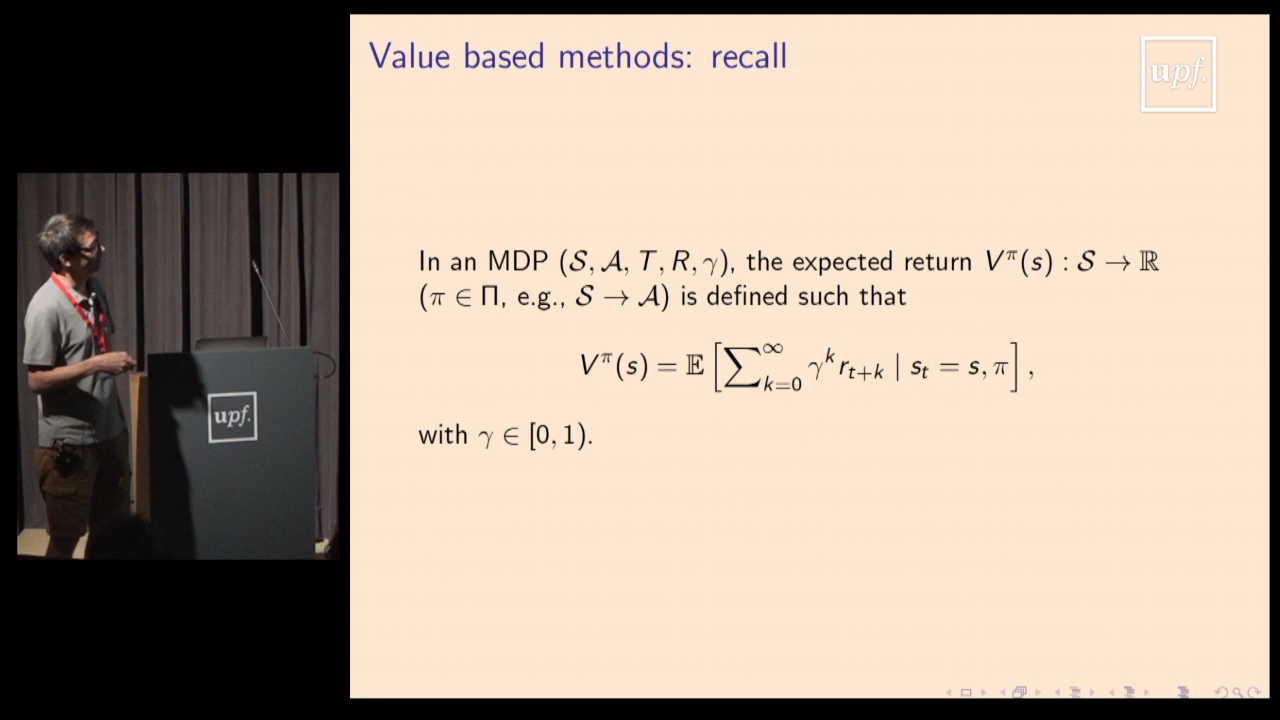 Value based methods: recall
upf.
In an MDP (𝒮, 𝒜, T, R, γ), the expected return V^π(s) : 𝒮 → ℝ
(π ∈ Π, e.g., 𝒮 → 𝒜) is defined such that
V^π(s) = 𝔼 [∑_{k=0}^{∞} γ^k r_{t+k} | s_t = s, π] ,
with γ ∈ [0, 1).
upf.